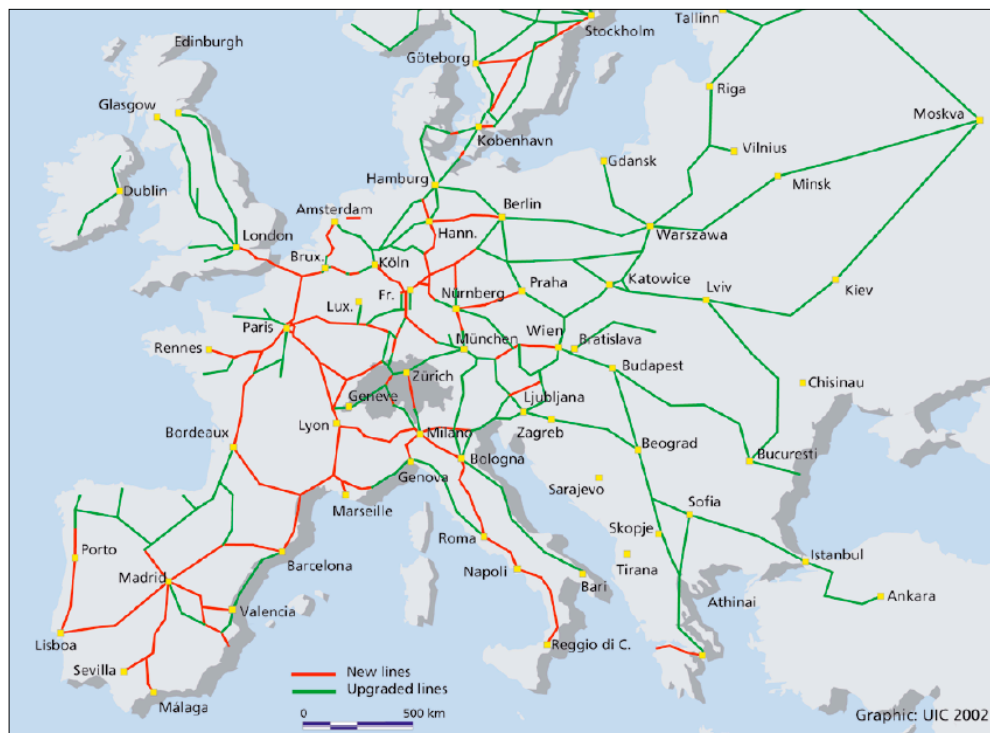 Stockholm
Tallinn
Edinburgh
Göteborg
Riga
Glasgow
Moskva
Kobenhavn
Vilnius
Gdansk
Minsk
Dublin
Hamburg
Amsterdam
Berlin
Hann.
London
Warszawa
Brux.
Köln
Katowice
Lviv
Kiev
Praha
Fr.
Nürnberg
Lux.
Paris
Wien
München
Bratislava
Rennes
Budapest
Zürich
Chisinau
Geneve
Ljubljana
Lyon
Zagreb
Milano
Bordeaux
Beograd
Bologna
Bucuresti
Genova
Sarajevo
Marseille
Sofia
Skopje
Roma
Porto
Barcelona
Istanbul
Napoli
Tirana
Madrid
Bari
Ankara
Athinai
Valencia
Lisboa
Reggio di C.
Sevilla
New lines
Upgraded lines
Málaga
0 500 km
Graphic: UIC 2002